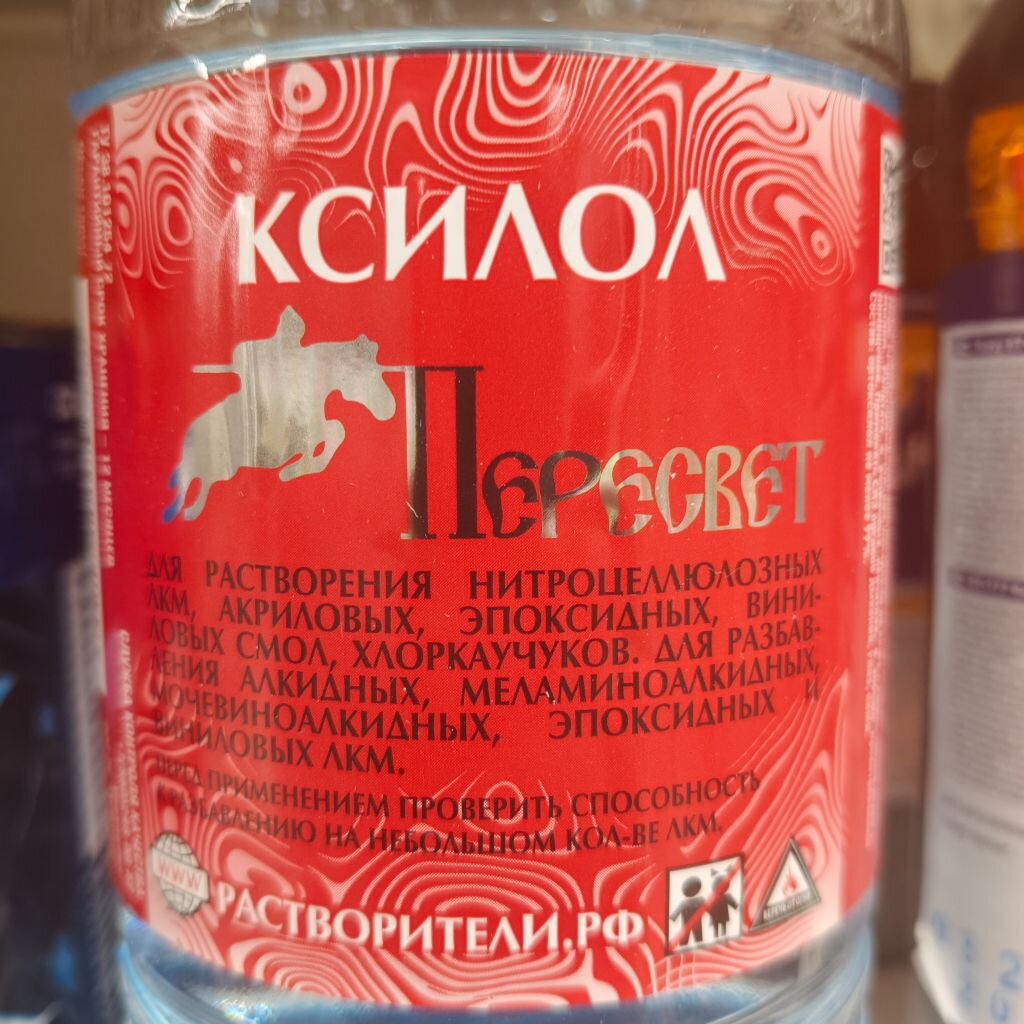 КСИЛОЛ
ПЕРЕСВЕТ
ДЛЯ РАСТВОРЕНИЯ НИТРОЦЕЛЛЮЛОЗНЫХ
ЛКМ, АКРИЛОВЫХ, ЭПОКСИДНЫХ, ВИНИ-
ЛОВЫХ СМОЛ, ХЛОРКАУЧУКОВ. ДЛЯ РАЗБАВ-
ЛЕНИЯ АЛКИДНЫХ, МЕЛАМИНОАЛКИДНЫХ,
МОЧЕВИНОАЛКИДНЫХ, ЭПОКСИДНЫХ И
ВИНИЛОВЫХ ЛКМ.
ПЕРЕД ПРИМЕНЕНИЕМ ПРОВЕРИТЬ СПОСОБНОСТЬ
К РАЗБАВЛЕНИЮ НА НЕБОЛЬШОМ КОЛ-ВЕ ЛКМ.
WWW
РАСТВОРИТЕЛИ.РФ